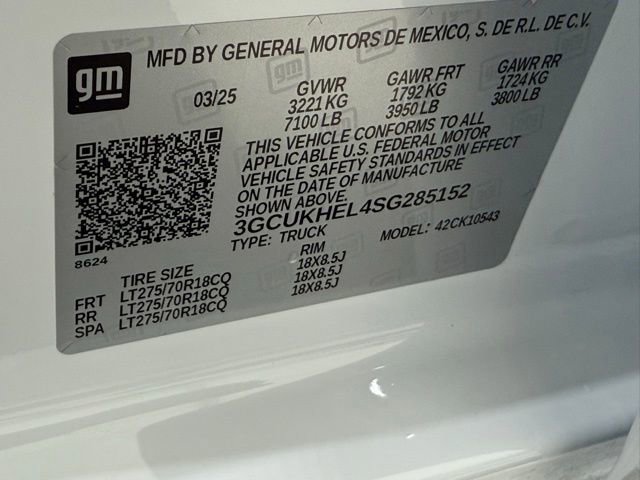 gm
MFD BY GENERAL MOTORS DE MEXICO, S. DE R.L. DE C.V.
03/25 GVWR GAWR FRT GAWR RR
3221 KG 1792 KG 1724 KG
7100 LB 3950 LB 3800 LB
THIS VEHICLE CONFORMS TO ALL
APPLICABLE U.S. FEDERAL MOTOR
VEHICLE SAFETY STANDARDS IN EFFECT
ON THE DATE OF MANUFACTURE
SHOWN ABOVE.
3GCUKHEL4SG285152
TYPE: TRUCK MODEL: 42CK10543
8624
TIRE SIZE RIM
FRT LT275/70R18CQ 18X8.5J
RR LT275/70R18CQ 18X8.5J
SPA LT275/70R18CQ 18X8.5J